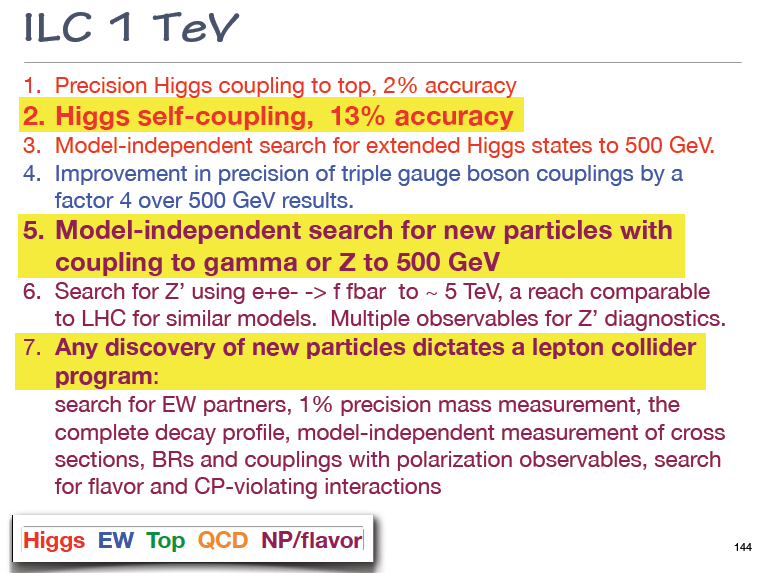 ILC 1 TeV
1. Precision Higgs coupling to top, 2% accuracy
2. Higgs self-coupling,  13% accuracy
3. Model-independent search for extended Higgs states to 500 GeV.
4. Improvement in precision of triple gauge boson couplings by a
factor 4 over 500 GeV results.
5. Model-independent search for new particles with
coupling to gamma or Z to 500 GeV
6. Search for Z’ using e+e- -> f fbar  to ~ 5 TeV, a reach comparable
to LHC for similar models.  Multiple observables for Z’ diagnostics.
7. Any discovery of new particles dictates a lepton collider
program:
search for EW partners, 1% precision mass measurement, the
complete decay profile, model-independent measurement of cross
sections, BRs and couplings with polarization observables, search
for flavor and CP-violating interactions
Higgs  EW  Top  QCD  NP/flavor
144